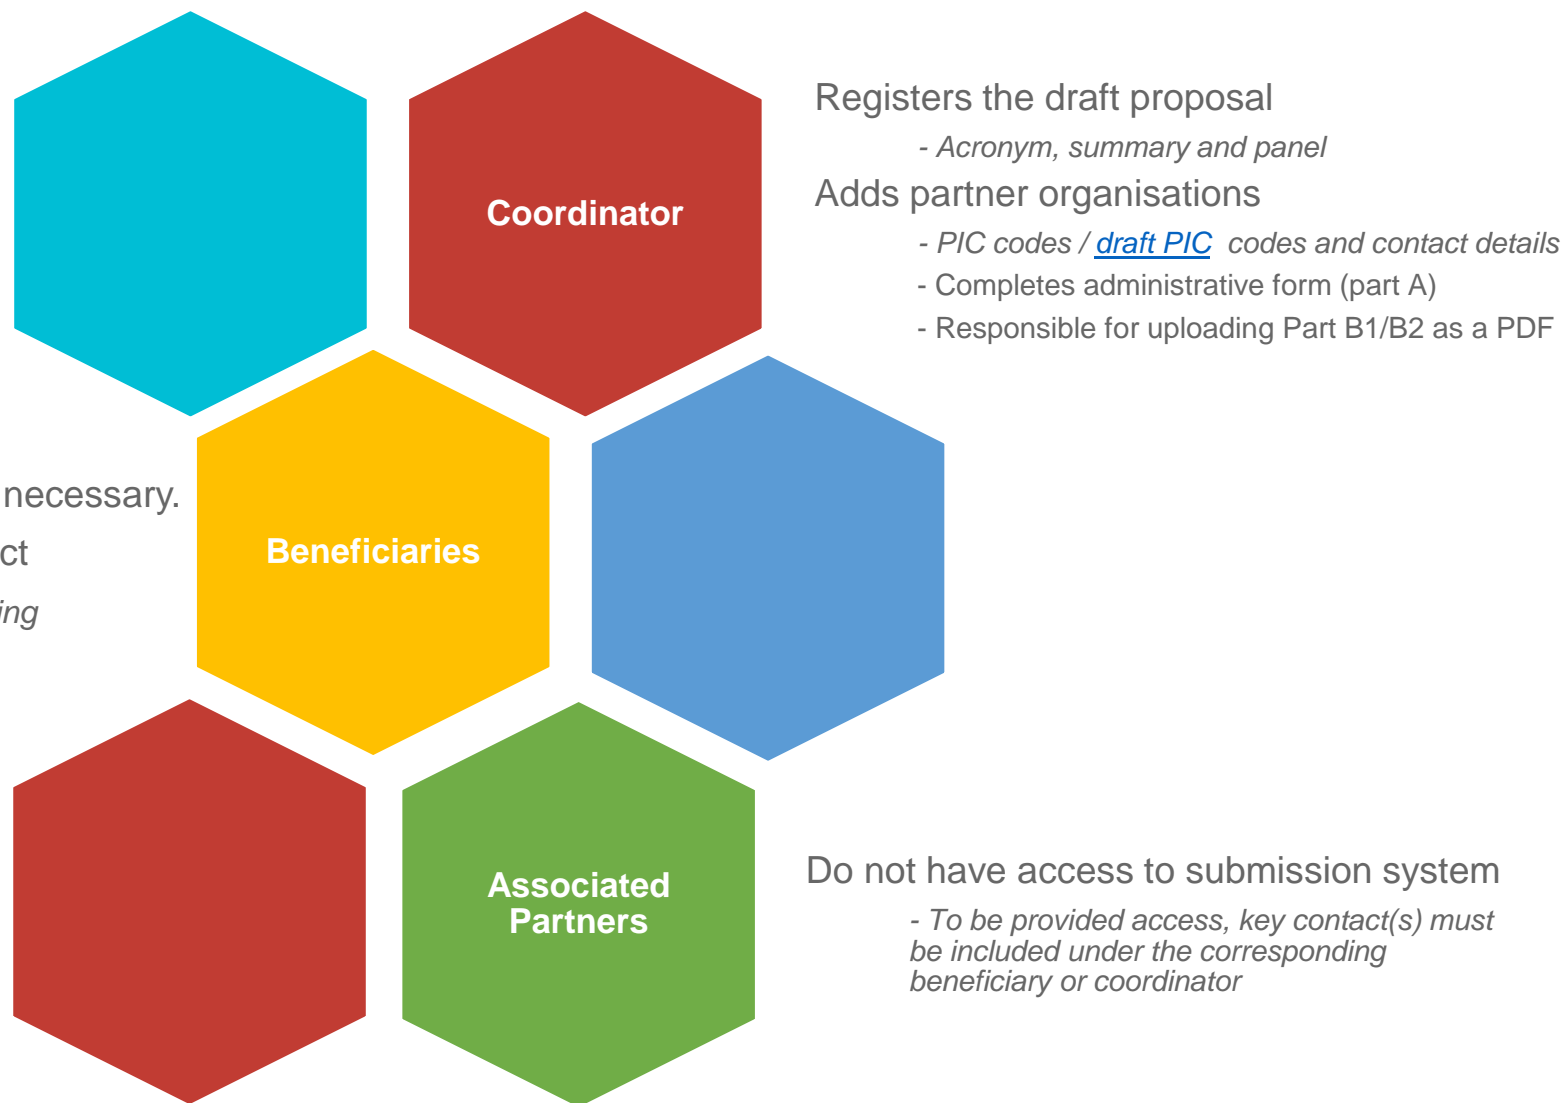 Coordinator
Registers the draft proposal
- Acronym, summary and panel
Adds partner organisations
- PIC codes / draft PIC codes and contact details
- Completes administrative form (part A)
- Responsible for uploading Part B1/B2 as a PDF
necessary.
ct
ing
Beneficiaries
Associated
Partners
Do not have access to submission system
- To be provided access, key contact(s) must
be included under the corresponding
beneficiary or coordinator